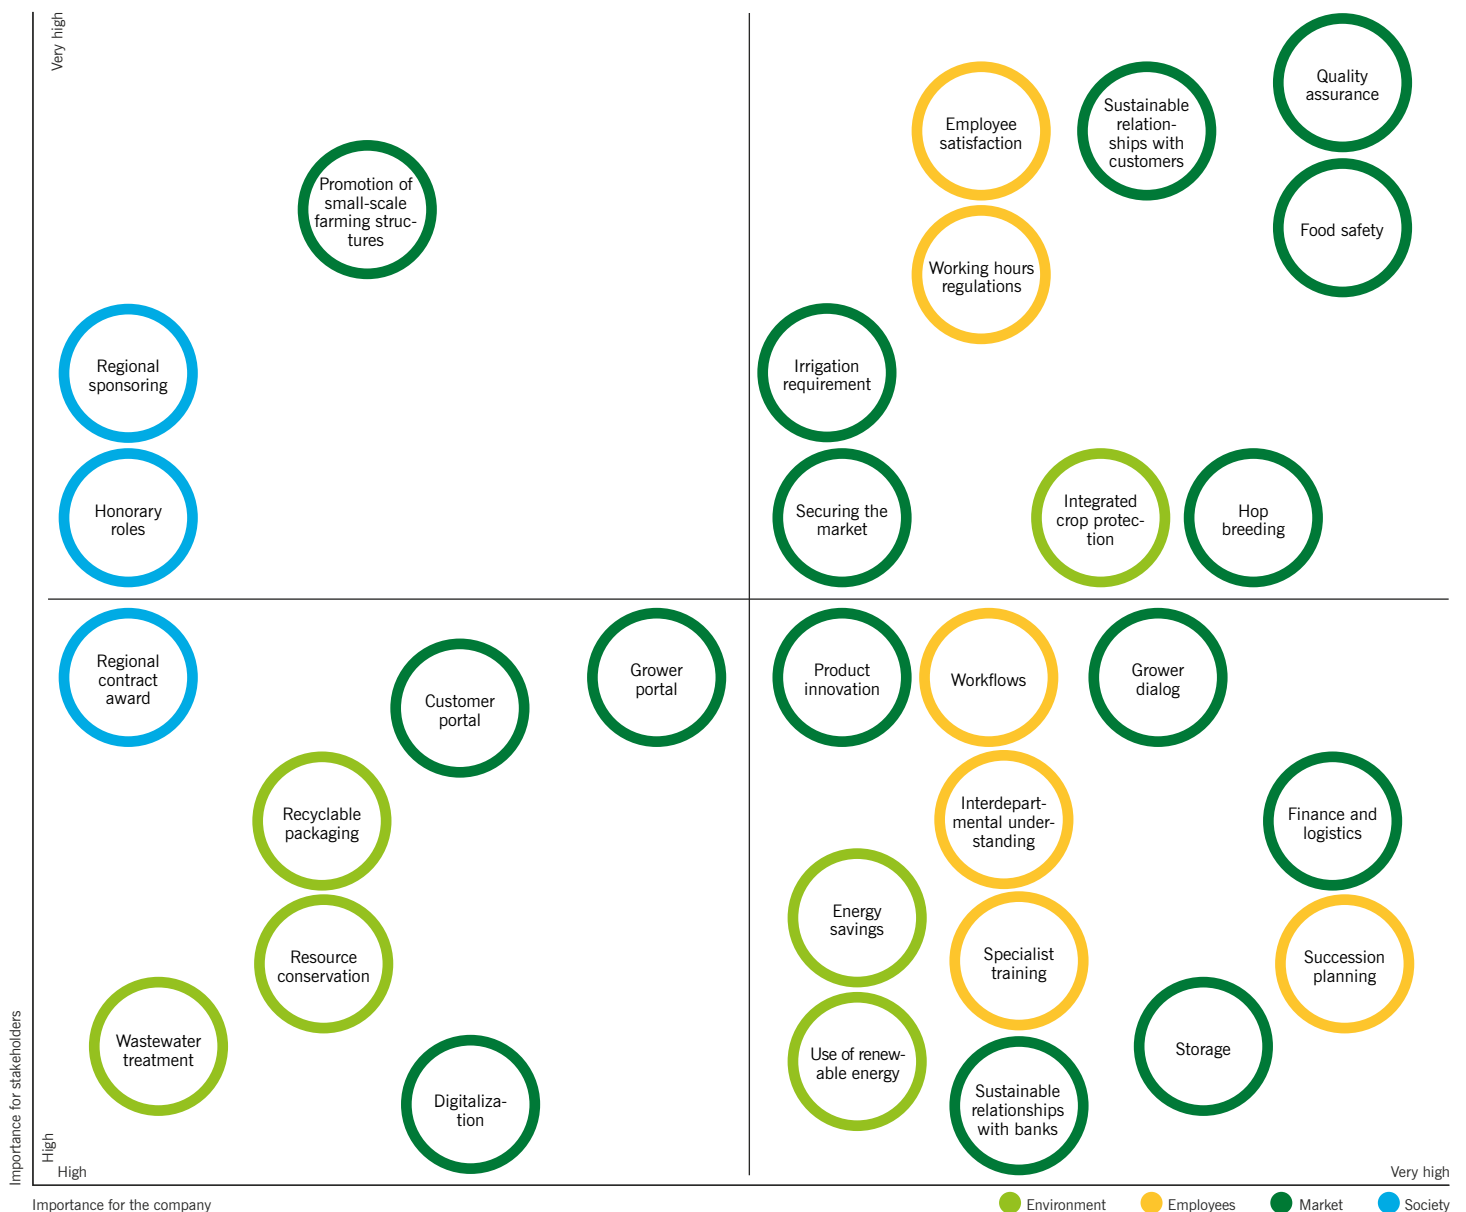 Very high
Quality
assurance
Employee
satisfaction
Sustainable
relation-
ships with
customers
Promotion of
small-scale
farming struc-
tures
Food safety
Working hours
regulations
Regional
sponsoring
Irrigation
requirement
Honorary
roles
Securing the
market
Integrated
crop protec-
tion
Hop
breeding
Regional
contract
award
Customer
portal
Grower
portal
Product
innovation
Workflows
Grower
dialog
Recyclable
packaging
Interdepart-
mental under-
standing
Finance and
logistics
Energy
savings
Resource
conservation
Specialist
training
Succession
planning
Wastewater
treatment
Use of renew-
able energy
Storage
Digitaliza-
tion
Sustainable
relationships
with banks
Importance for stakeholders
High
High
Very high
Importance for the company
Environment
Employees
Market
Society